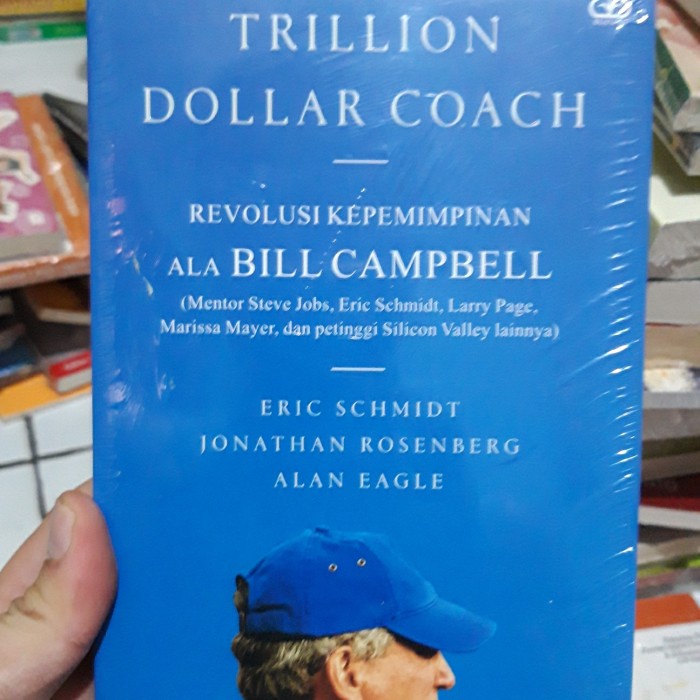 TRILLION
DOLLAR COACH
REVOLUSI KEPEMIMPINAN
ALA BILL CAMPBELL
(Mentor Steve Jobs, Eric Schmidt, Larry Page,
Marissa Mayer, dan petinggi Silicon Valley lainnya)
ERIC SCHMIDT
JONATHAN ROSENBERG
ALAN EAGLE